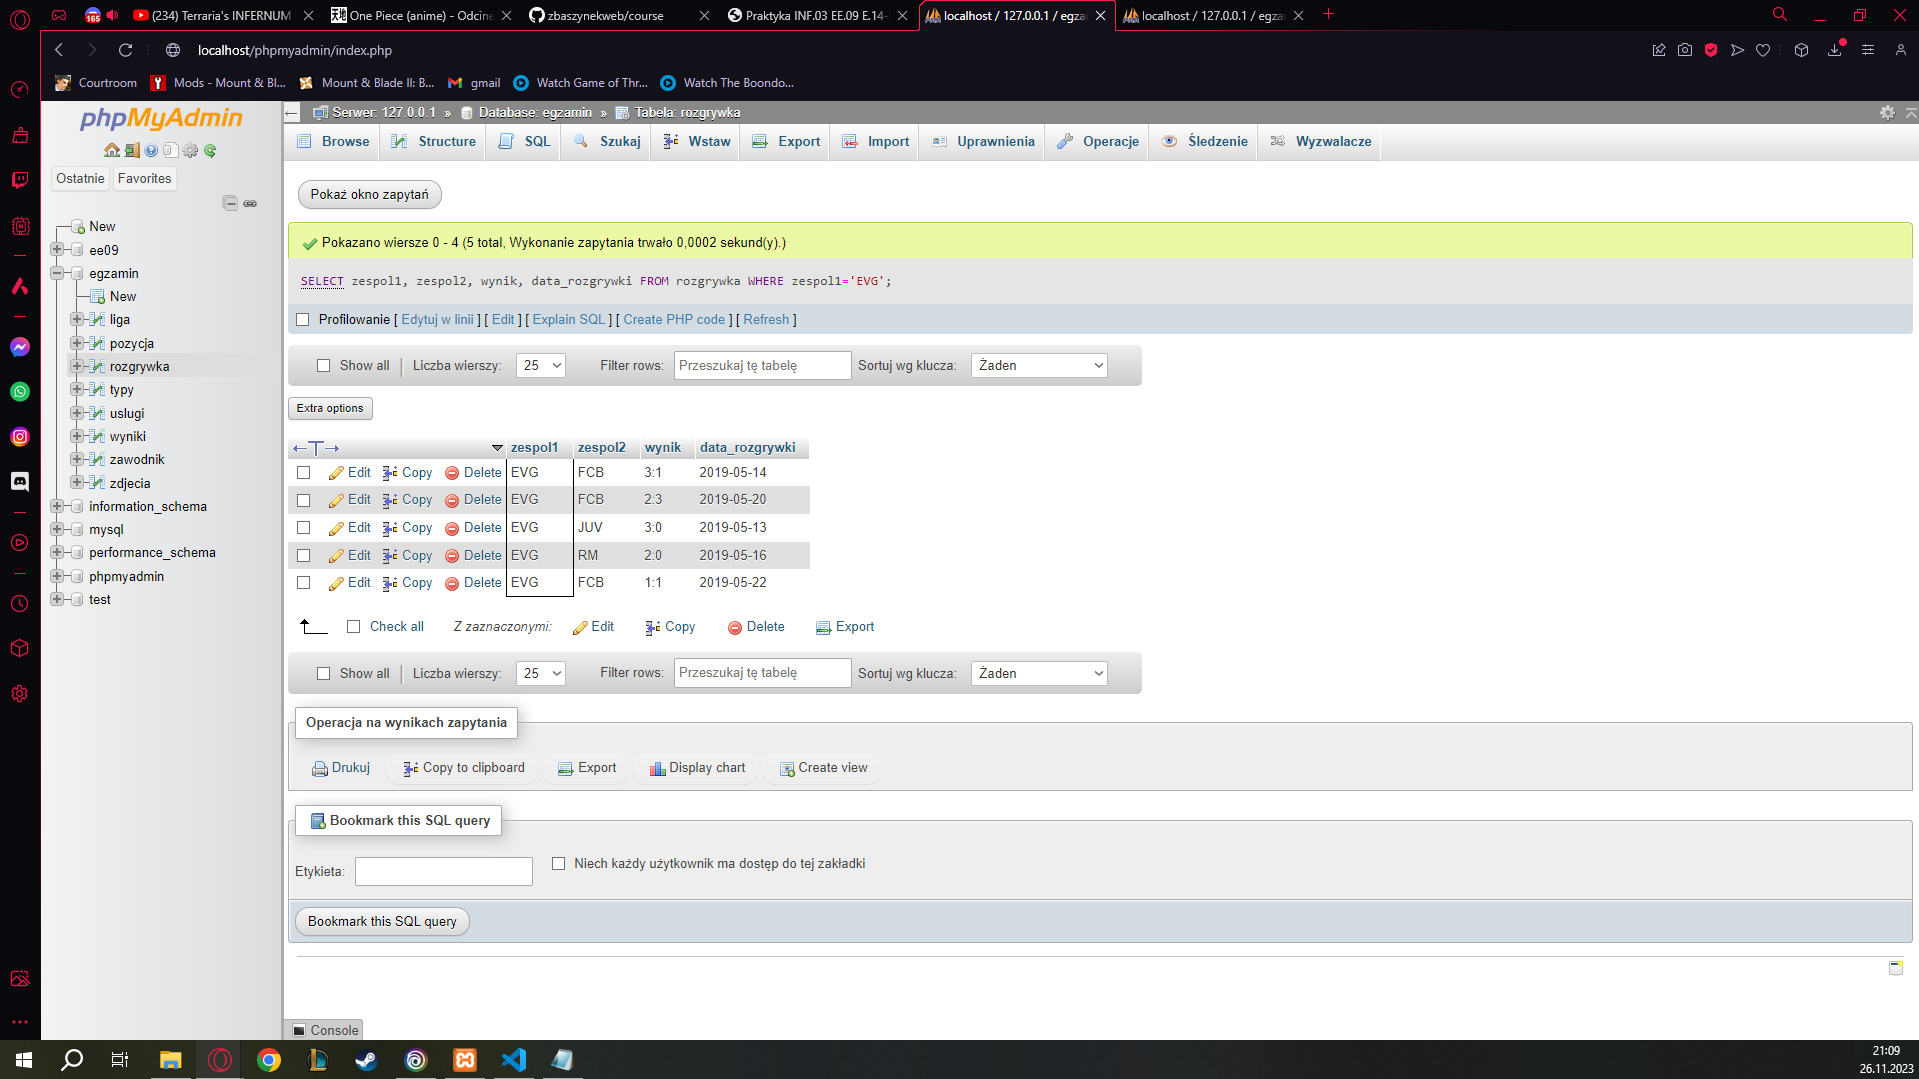 (234) Terraria's INFERNUM
One Piece (anime) - Odcine
zbaszynekweb/course
Praktyka INF.03 EE.09 E.14-
localhost / 127.0.0.1 / egza
localhost / 127.0.0.1 / egza
165
localhost/phpmyadmin/index.php
Courtroom
Mods - Mount & Bl...
Mount & Blade II: B...
gmail
Watch Game of Thr...
Watch The Boondo...
phpMyAdmin
Ostatnie
Favorites
New
ee09
egzamin
New
liga
pozycja
rozgrywka
typy
uslugi
wyniki
zawodnik
zdjecia
information_schema
mysql
performance_schema
phpmyadmin
test
Serwer: 127.0.0.1 » Database: egzamin » Tabela: rozgrywka
Browse Structure SQL Szukaj Wstaw Export Import Uprawnienia Operacje Śledzenie Wyzwalacze
Pokaż okno zapytań
Pokazano wiersze 0 - 4 (5 total, Wykonanie zapytania trwało 0,0002 sekund(y).)
SELECT zespol1, zespol2, wynik, data_rozgrywki FROM rozgrywka WHERE zespol1='EVG';
Profilowanie [ Edytuj w linii ] [ Edit ] [ Explain SQL ] [ Create PHP code ] [ Refresh ]
Show all Liczba wierszy: 25 Filter rows: Przeszukaj tę tabelę Sortuj wg klucza: Żaden
Extra options
zespol1 zespol2 wynik data_rozgrywki
Edit Copy Delete EVG FCB 3:1 2019-05-14
Edit Copy Delete EVG FCB 2:3 2019-05-20
Edit Copy Delete EVG JUV 3:0 2019-05-13
Edit Copy Delete EVG RM 2:0 2019-05-16
Edit Copy Delete EVG FCB 1:1 2019-05-22
Check all Z zaznaczonymi: Edit Copy Delete Export
Show all Liczba wierszy: 25 Filter rows: Przeszukaj tę tabelę Sortuj wg klucza: Żaden
Operacja na wynikach zapytania
Drukuj Copy to clipboard Export Display chart Create view
Bookmark this SQL query
Etykieta: Niech każdy użytkownik ma dostęp do tej zakładki
Bookmark this SQL query
Console
21:09
26.11.2023